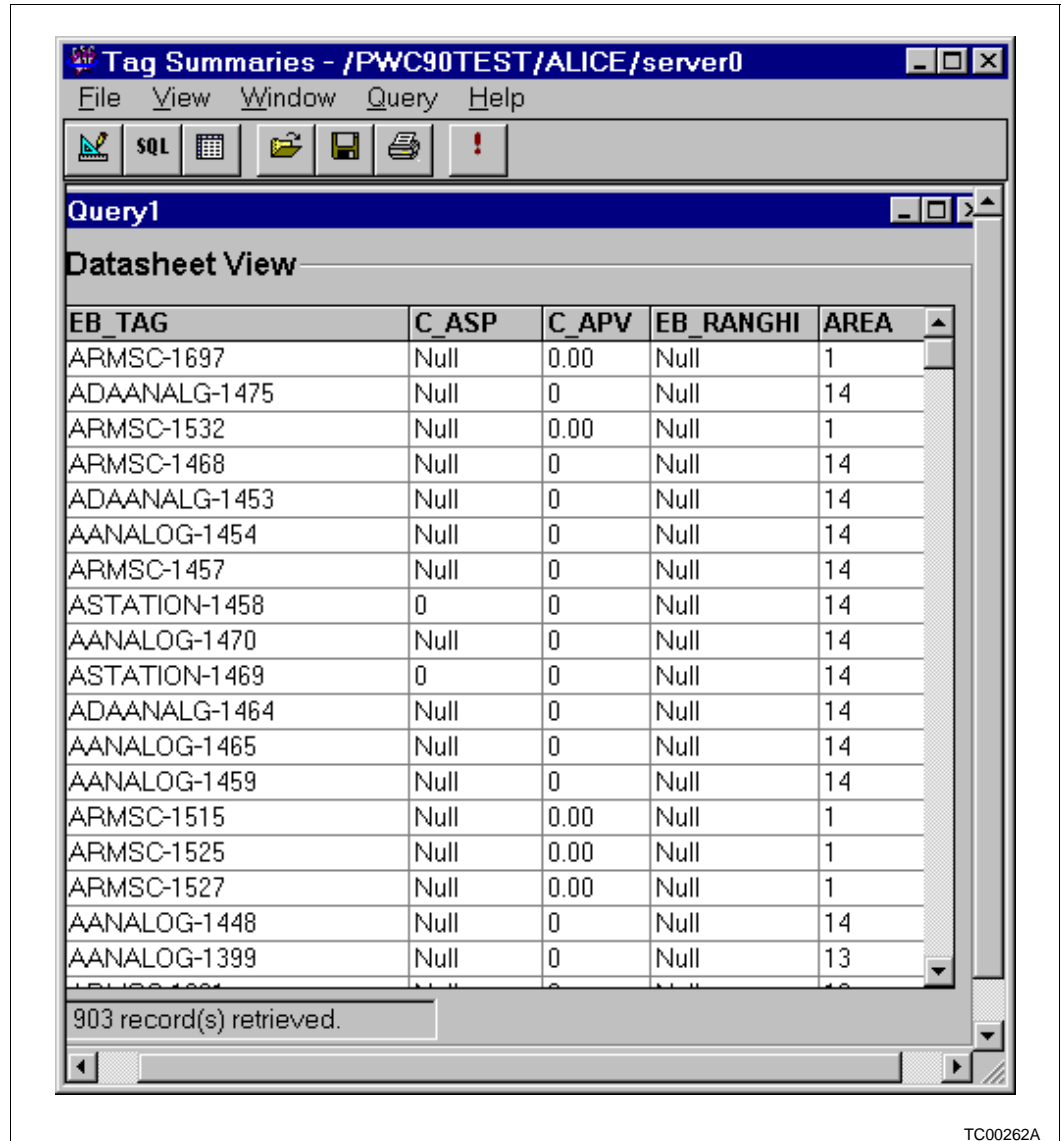 Tag Summaries - /PWC90TEST/ALICE/server0
File View Window Query Help
SQL !
Query1
Datasheet View
EB_TAG C_ASP C_APV EB_RANGHI AREA
ARMSC-1697 Null 0.00 Null 1
ADAANALG-1475 Null 0 Null 14
ARMSC-1532 Null 0.00 Null 1
ARMSC-1468 Null 0 Null 14
ADAANALG-1453 Null 0 Null 14
AANALOG-1454 Null 0 Null 14
ARMSC-1457 Null 0 Null 14
ASTATION-1458 0 0 Null 14
AANALOG-1470 Null 0 Null 14
ASTATION-1469 0 0 Null 14
ADAANALG-1464 Null 0 Null 14
AANALOG-1465 Null 0 Null 14
AANALOG-1459 Null 0 Null 14
ARMSC-1515 Null 0.00 Null 1
ARMSC-1525 Null 0.00 Null 1
ARMSC-1527 Null 0.00 Null 1
AANALOG-1448 Null 0 Null 14
AANALOG-1399 Null 0 Null 13
903 record(s) retrieved.
TC00262A